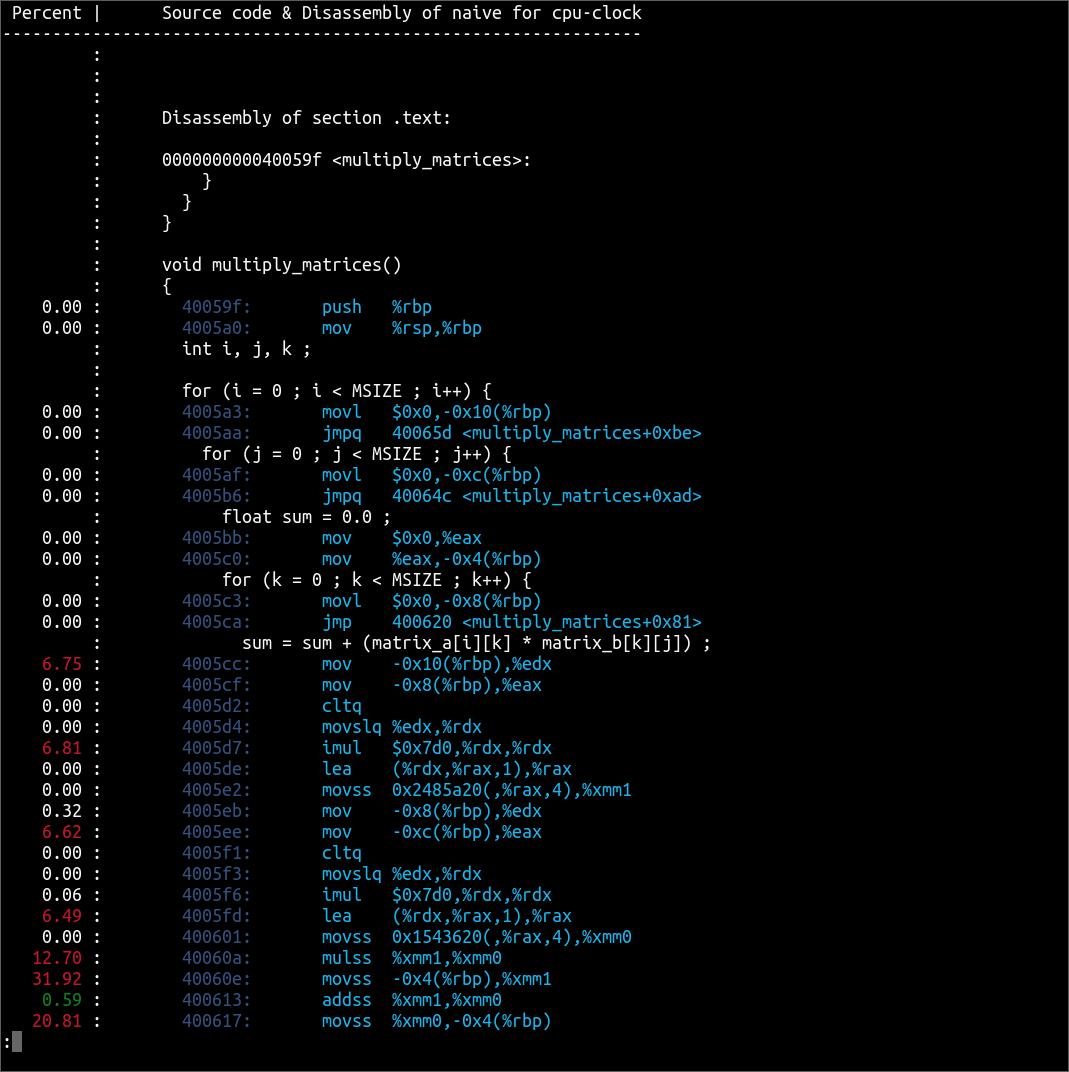 Percent |      Source code & Disassembly of naive for cpu-clock
----------------------------------------------------------------
         :
         :
         :
         :      Disassembly of section .text:
         :
         :      000000000040059f <multiply_matrices>:
         :          }
         :        }
         :      }
         :
         :      void multiply_matrices()
         :      {
    0.00 :        40059f:       push   %rbp
    0.00 :        4005a0:       mov    %rsp,%rbp
         :        int i, j, k ;
         :
         :        for (i = 0 ; i < MSIZE ; i++) {
    0.00 :        4005a3:       movl   $0x0,-0x10(%rbp)
    0.00 :        4005aa:       jmpq   40065d <multiply_matrices+0xbe>
         :          for (j = 0 ; j < MSIZE ; j++) {
    0.00 :        4005af:       movl   $0x0,-0xc(%rbp)
    0.00 :        4005b6:       jmpq   40064c <multiply_matrices+0xad>
         :            float sum = 0.0 ;
    0.00 :        4005bb:       mov    $0x0,%eax
    0.00 :        4005c0:       mov    %eax,-0x4(%rbp)
         :            for (k = 0 ; k < MSIZE ; k++) {
    0.00 :        4005c3:       movl   $0x0,-0x8(%rbp)
    0.00 :        4005ca:       jmp    400620 <multiply_matrices+0x81>
         :              sum = sum + (matrix_a[i][k] * matrix_b[k][j]) ;
    6.75 :        4005cc:       mov    -0x10(%rbp),%edx
    0.00 :        4005cf:       mov    -0x8(%rbp),%eax
    0.00 :        4005d2:       cltq
    0.00 :        4005d4:       movslq %edx,%rdx
    6.81 :        4005d7:       imul   $0x7d0,%rdx,%rdx
    0.00 :        4005de:       lea    (%rdx,%rax,1),%rax
    0.00 :        4005e2:       movss  0x2485a20(,%rax,4),%xmm1
    0.32 :        4005eb:       mov    -0x8(%rbp),%edx
    6.62 :        4005ee:       mov    -0xc(%rbp),%eax
    0.00 :        4005f1:       cltq
    0.00 :        4005f3:       movslq %edx,%rdx
    0.06 :        4005f6:       imul   $0x7d0,%rdx,%rdx
    6.49 :        4005fd:       lea    (%rdx,%rax,1),%rax
    0.00 :        400601:       movss  0x1543620(,%rax,4),%xmm0
   12.70 :        40060a:       mulss  %xmm1,%xmm0
   31.92 :        40060e:       movss  -0x4(%rbp),%xmm1
    0.59 :        400613:       addss  %xmm1,%xmm0
   20.81 :        400617:       movss  %xmm0,-0x4(%rbp)
: